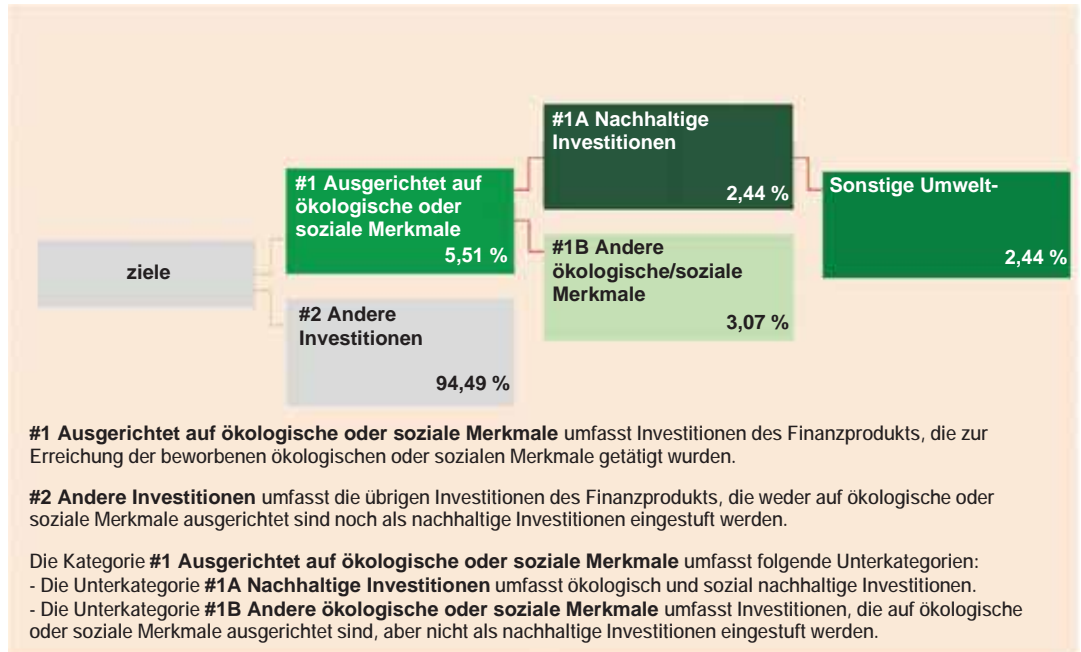 ziele
#1 Ausgerichtet auf
ökologische oder
soziale Merkmale
5,51 %
#2 Andere
Investitionen
94,49 %
#1A Nachhaltige
Investitionen
2,44 %
#1B Andere
ökologische/soziale
Merkmale
3,07 %
Sonstige Umwelt-
2,44 %
#1 Ausgerichtet auf ökologische oder soziale Merkmale umfasst Investitionen des Finanzprodukts, die zur
Erreichung der beworbenen ökologischen oder sozialen Merkmale getätigt wurden.
#2 Andere Investitionen umfasst die übrigen Investitionen des Finanzprodukts, die weder auf ökologische oder
soziale Merkmale ausgerichtet sind noch als nachhaltige Investitionen eingestuft werden.
Die Kategorie #1 Ausgerichtet auf ökologische oder soziale Merkmale umfasst folgende Unterkategorien:
- Die Unterkategorie #1A Nachhaltige Investitionen umfasst ökologisch und sozial nachhaltige Investitionen.
- Die Unterkategorie #1B Andere ökologische oder soziale Merkmale umfasst Investitionen, die auf ökologische
oder soziale Merkmale ausgerichtet sind, aber nicht als nachhaltige Investitionen eingestuft werden.